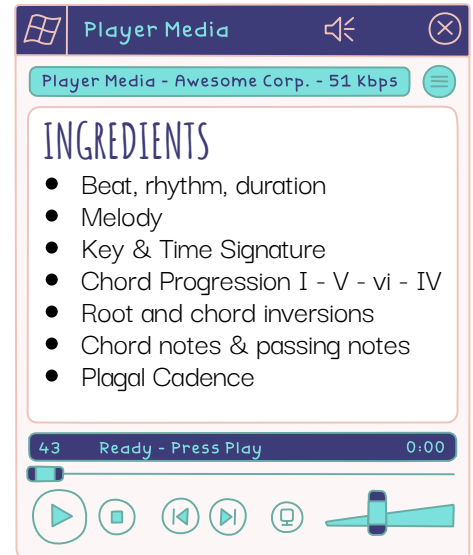 Player Media
Player Media - Awesome Corp. - 51 Kbps
INGREDIENTS
● Beat, rhythm, duration
● Melody
● Key & Time Signature
● Chord Progression I - V - vi - IV
● Root and chord inversions
● Chord notes & passing notes
● Plagal Cadence
43 Ready - Press Play 0:00